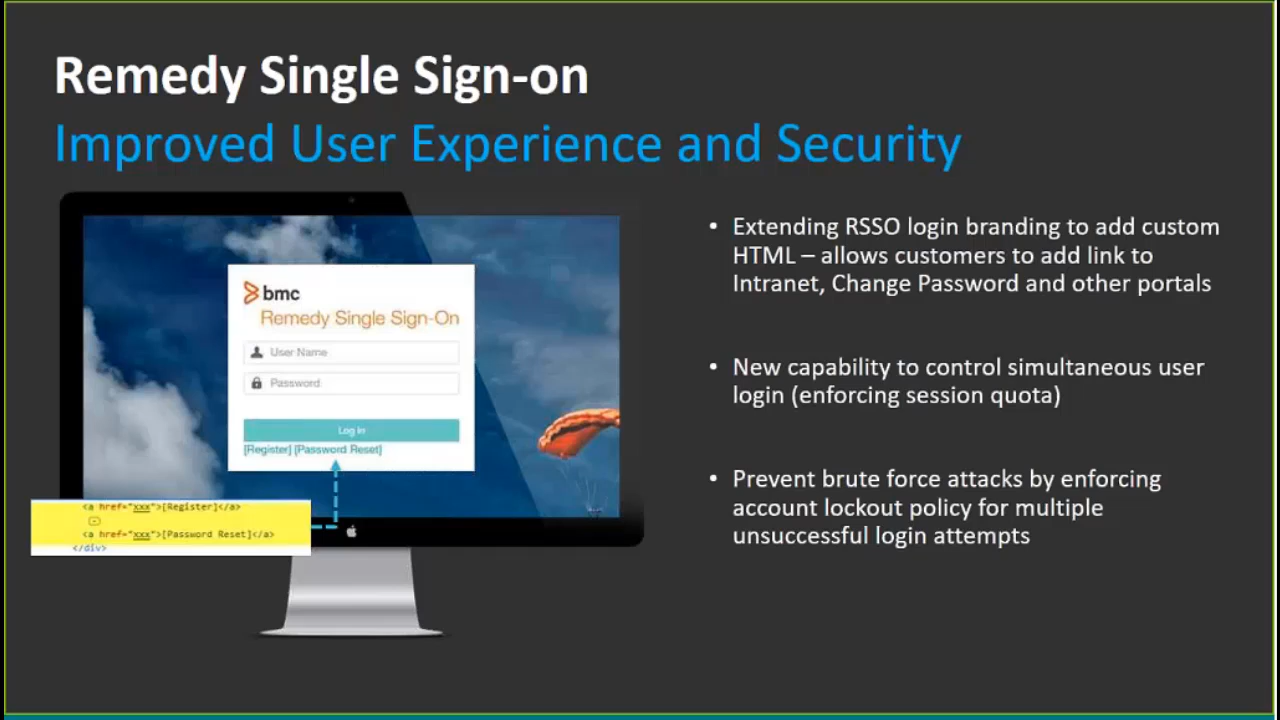 Remedy Single Sign-on
Improved User Experience and Security
bmc
Remedy Single Sign-On
User Name
Password
Log in
[Register] [Password Reset]
<a href="xxx">[Register]</a>
<a href="xxx">[Password Reset]</a>
</div>
• Extending RSSO login branding to add custom
HTML – allows customers to add link to
Intranet, Change Password and other portals
• New capability to control simultaneous user
login (enforcing session quota)
• Prevent brute force attacks by enforcing
account lockout policy for multiple
unsuccessful login attempts